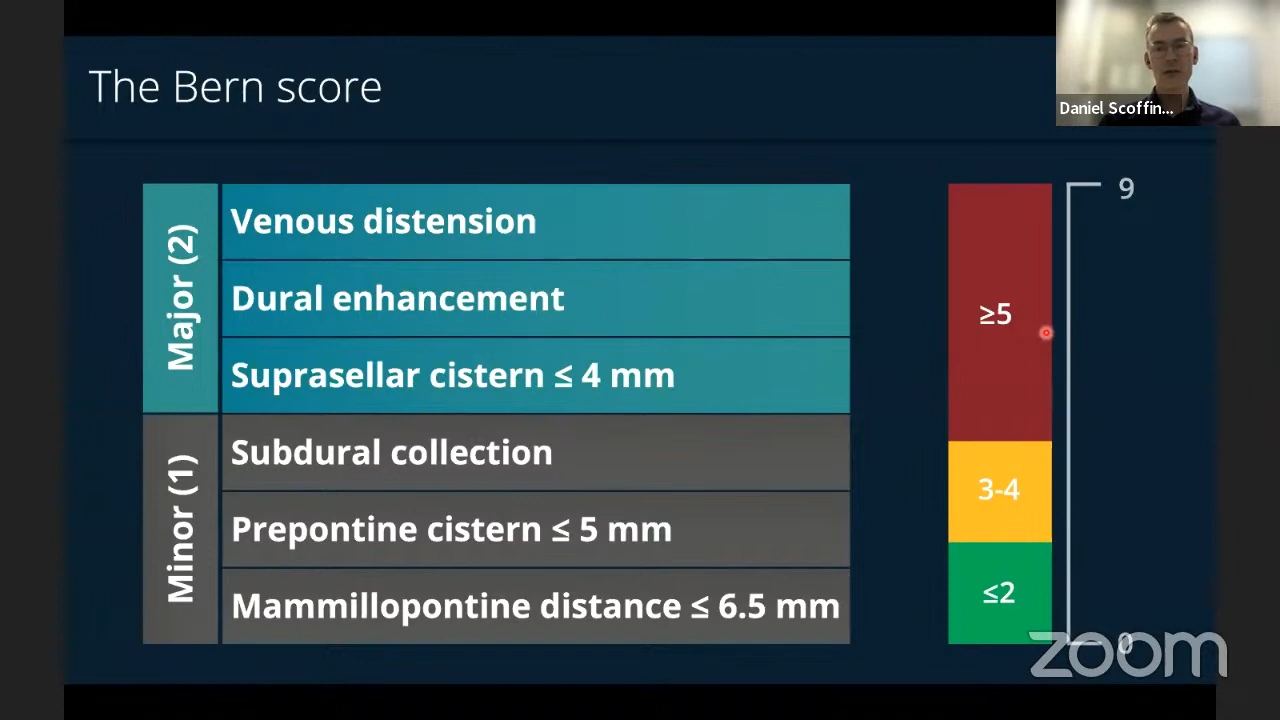 The Bern score
Daniel Scoffin...
Major (2)
Venous distension
Dural enhancement
Suprasellar cistern ≤ 4 mm
Minor (1)
Subdural collection
Prepontine cistern ≤ 5 mm
Mammillopontine distance ≤ 6.5 mm
9
≥5
3-4
≤2
0
zoom